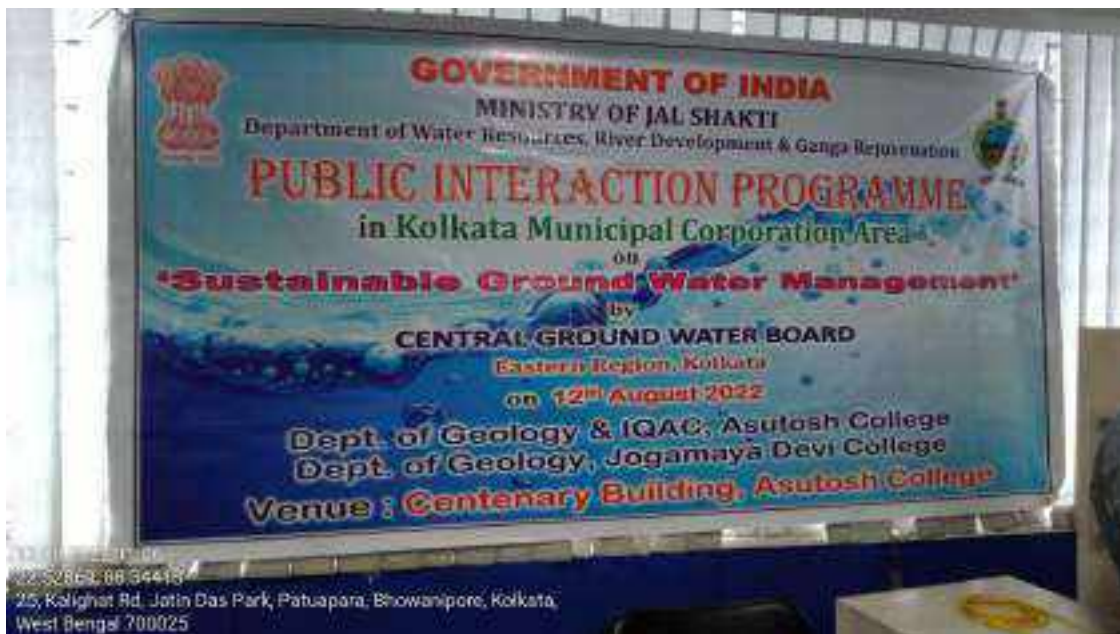 GOVERNMENT OF INDIA
MINISTRY OF JAL SHAKTI
Department of Water Resources, River Development & Ganga Rejuvenation
PUBLIC INTERACTION PROGRAMME
in Kolkata Municipal Corporation Area
on
'Sustainable Ground Water Management'
by
CENTRAL GROUND WATER BOARD
Eastern Region, Kolkata
on 12th August 2022
Dept. of Geology & IQAC, Asutosh College
Dept. of Geology, Jogamaya Devi College
Venue : Centenary Building, Asutosh College
25, Kalighat Rd, Jatin Das Park, Patuapara, Bhowanipore, Kolkata,
West Bengal 700025